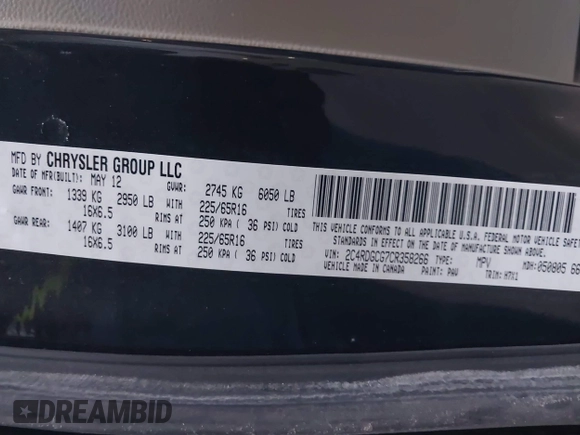 MFD BY CHRYSLER GROUP LLC
DATE OF MFR(BUILT): MAY 12 GVWR: 2745 KG 6050 LB
GAWR FRONT: 1339 KG 2950 LB WITH 225/65R16 TIRES
16X6.5 RIMS AT 250 KPA ( 36 PSI) COLD
GAWR REAR: 1407 KG 3100 LB WITH 225/65R16 TIRES
16X6.5 RIMS AT 250 KPA ( 36 PSI) COLD
THIS VEHICLE CONFORMS TO ALL APPLICABLE U.S.A. FEDERAL MOTOR VEHICLE SAFETY
STANDARDS IN EFFECT ON THE DATE OF MANUFACTURE SHOWN ABOVE.
VIN: 2C4RDGCG7CR358266 TYPE: MPV MDH:050805
VEHICLE MADE IN CANADA PAINT: PAV TRIM: H7X1
DREAMBID